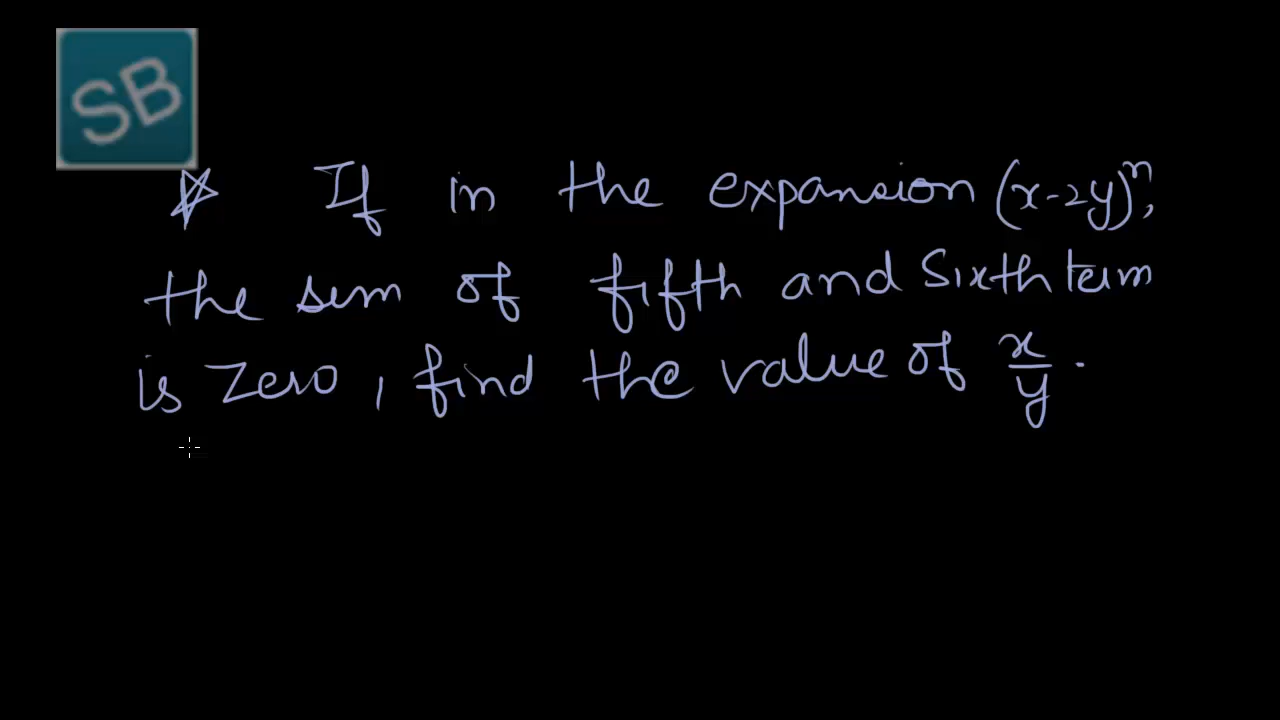 SB
☆ If in the expansion (x-2y)^n,
the sum of fifth and Sixth term
is zero, find the value of x/y.